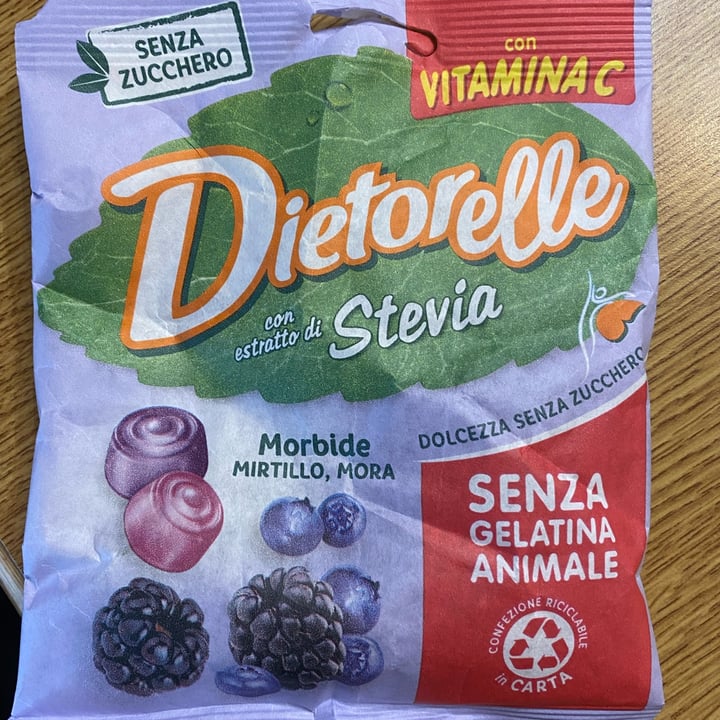 SENZA
ZUCCHERO
con
VITAMINA C
Dietorelle
con
estratto di
Stevia
DOLCEZZA SENZA ZUCCHERO
Morbide
MIRTILLO, MORA
SENZA
GELATINA
ANIMALE
CONFEZIONE RICICLABILE
in CARTA